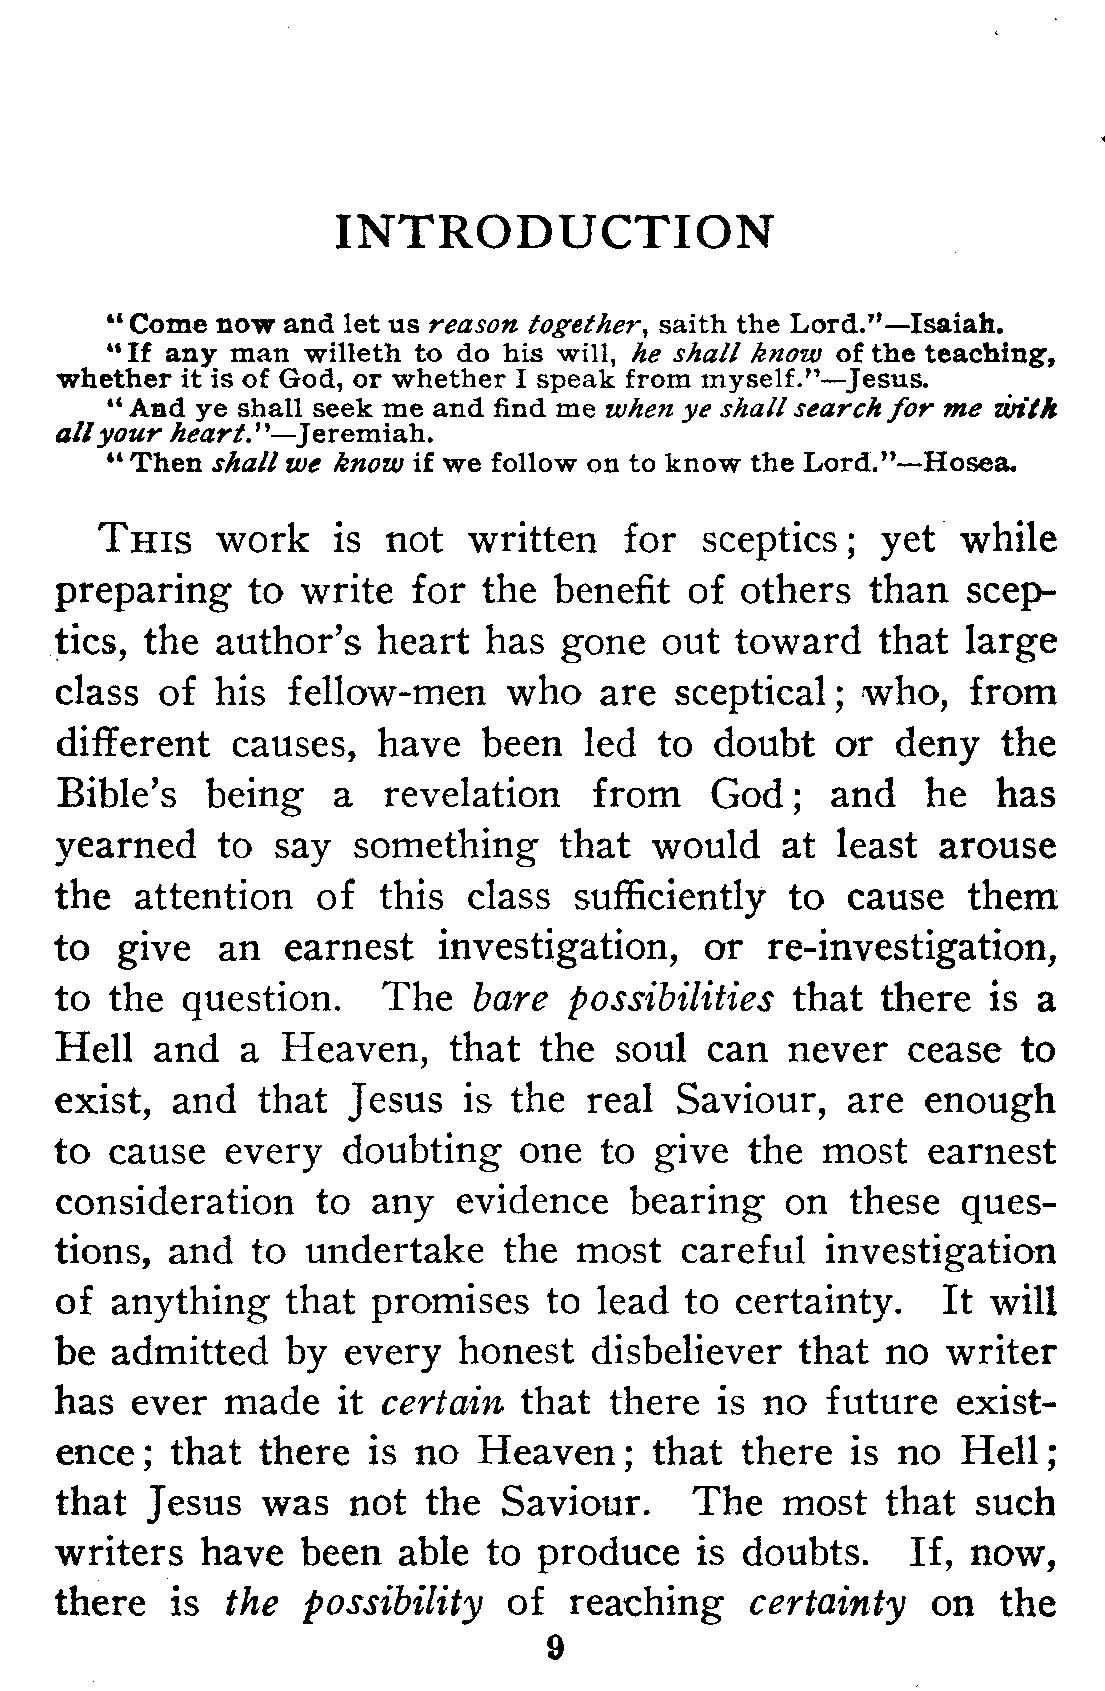 INTRODUCTION
“Come now and let us reason together, saith the Lord.”—Isaiah.
“If any man willeth to do his will, he shall know of the teaching,
whether it is of God, or whether I speak from myself.”—Jesus.
“And ye shall seek me and find me when ye shall search for me with
all your heart.”—Jeremiah.
“Then shall we know if we follow on to know the Lord.”—Hosea.
THIS work is not written for sceptics; yet while
preparing to write for the benefit of others than scep-
tics, the author’s heart has gone out toward that large
class of his fellow-men who are sceptical; who, from
different causes, have been led to doubt or deny the
Bible’s being a revelation from God; and he has
yearned to say something that would at least arouse
the attention of this class sufficiently to cause them
to give an earnest investigation, or re-investigation,
to the question. The bare possibilities that there is a
Hell and a Heaven, that the soul can never cease to
exist, and that Jesus is the real Saviour, are enough
to cause every doubting one to give the most earnest
consideration to any evidence bearing on these ques-
tions, and to undertake the most careful investigation
of anything that promises to lead to certainty. It will
be admitted by every honest disbeliever that no writer
has ever made it certain that there is no future exist-
ence; that there is no Heaven; that there is no Hell;
that Jesus was not the Saviour. The most that such
writers have been able to produce is doubts. If, now,
there is the possibility of reaching certainty on the
9